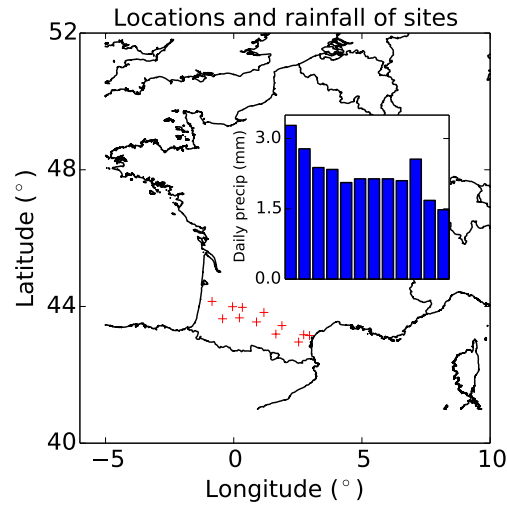 Locations and rainfall of sites
52
48
44
40
Latitude (°)
3.0
1.5
0.0
Daily precip (mm)
−5 0 5 10
Longitude (°)